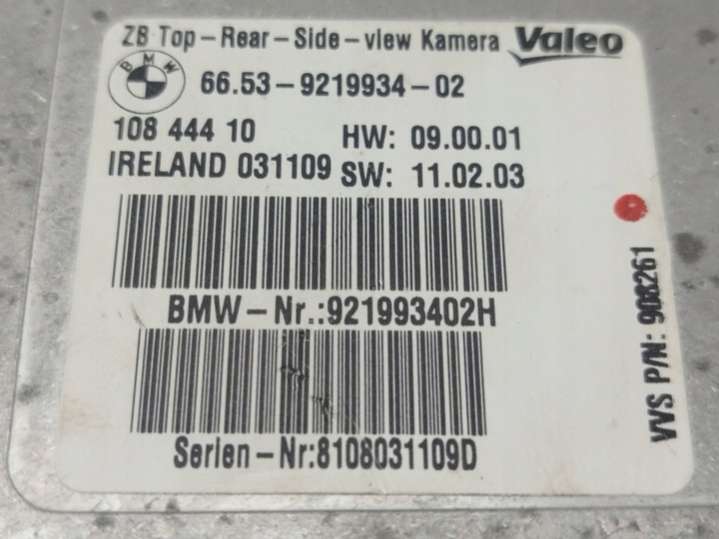 ZB Top-Rear-Side-view Kamera Valeo
BMW
66.53-9219934-02
108 444 10 HW: 09.00.01
IRELAND 031109 SW: 11.02.03
BMW-Nr.:921993402H
Serien-Nr:8108031109D
VVS P/N: 908261